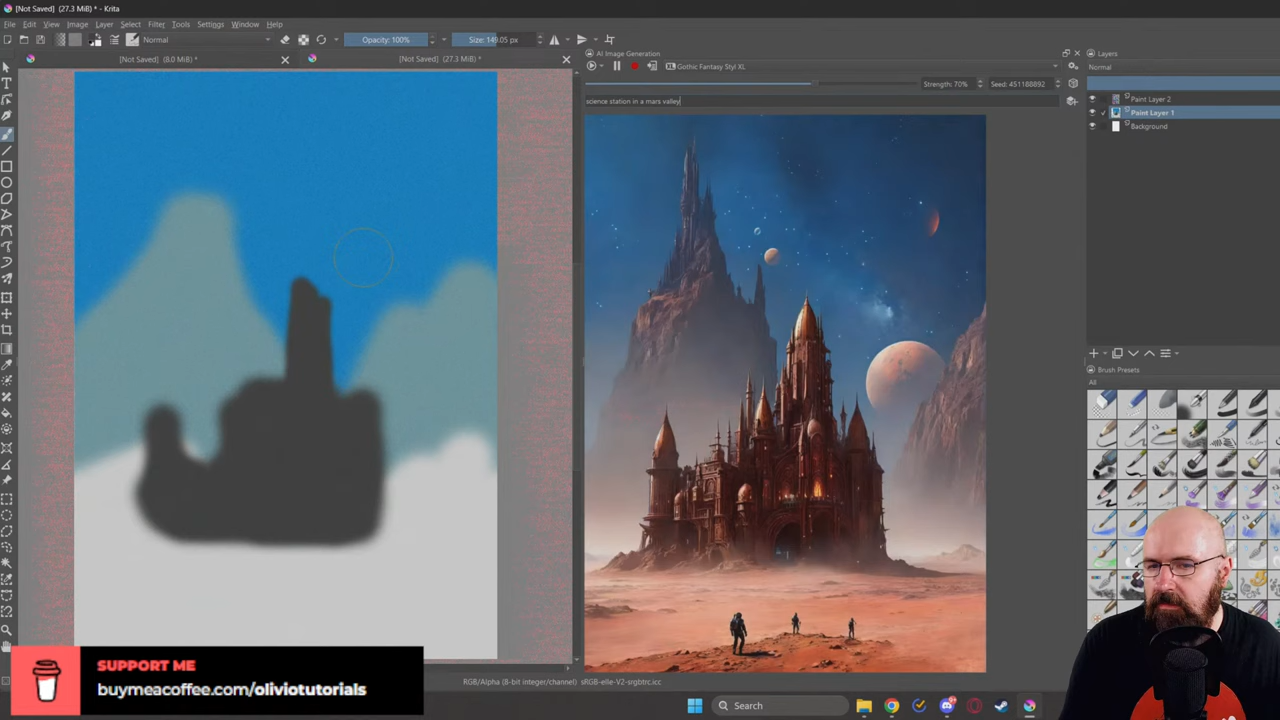 [Not Saved] (27.3 MiB) * - Krita
File Edit View Image Layer Select Filter Tools Settings Window Help
Normal
Opacity: 100%
Size: 149.05 px
[Not Saved] (8.0 MiB) *
[Not Saved] (27.3 MiB) *
AI Image Generation
Gothic Fantasy Styl XL
Strength: 70%
Seed: 451188892
science station in a mars valley
Layers
Normal
Paint Layer 2
Paint Layer 1
Background
Brush Presets
All
SUPPORT ME
buymeacoffee.com/oliviotutorials
RGB/Alpha (8-bit integer/channel) sRGB-elle-V2-srgbtrc.icc
Search